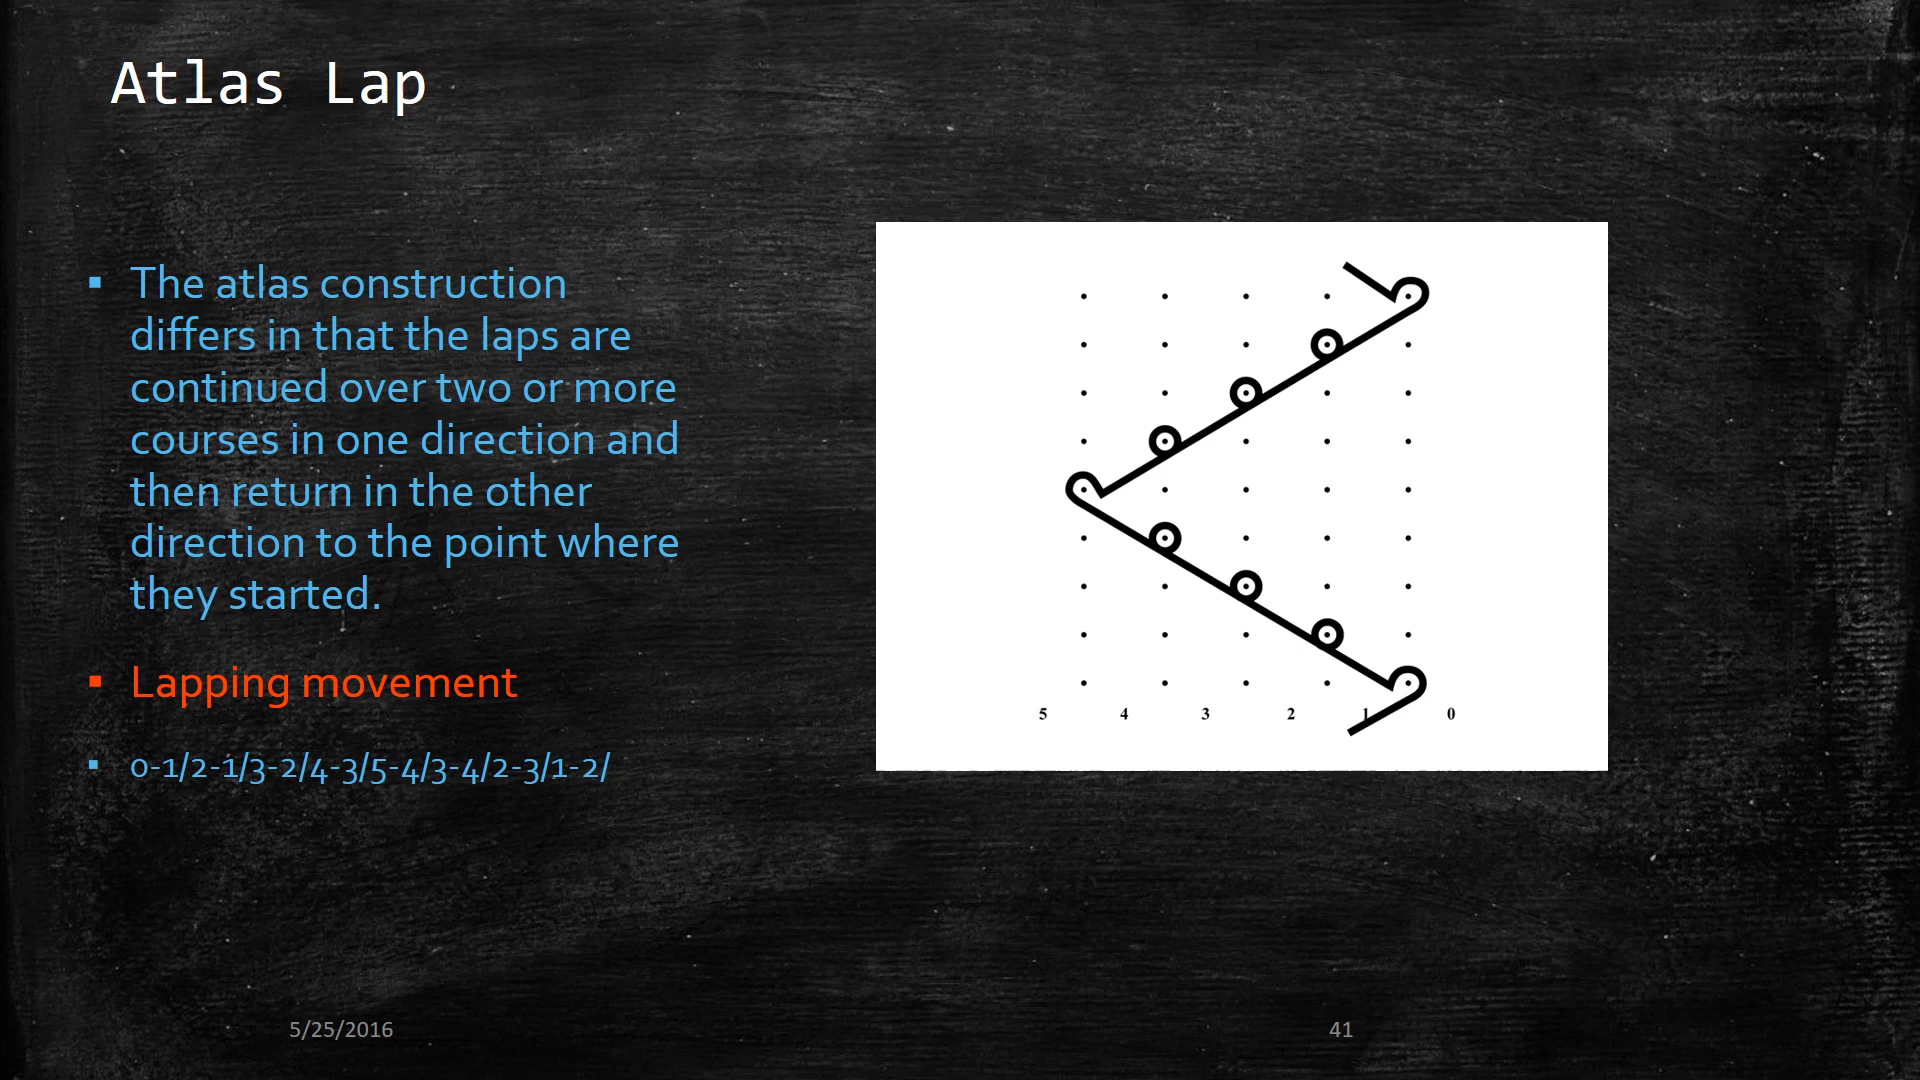 Atlas Lap
▪ The atlas construction
differs in that the laps are
continued over two or more
courses in one direction and
then return in the other
direction to the point where
they started.
▪ Lapping movement
▪ 0-1/2-1/3-2/4-3/5-4/3-4/2-3/1-2/
5 4 3 2 1 0
5/25/2016 41